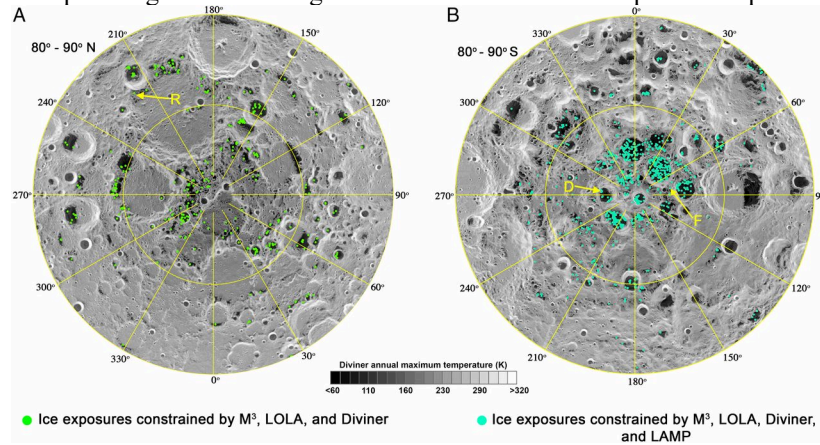 A
80° - 90° N
180°
210°
150°
240°
120°
270°
90°
300°
60°
330°
30°
0°
R
B
80° - 90° S
0°
330°
30°
300°
60°
270°
240°
120°
210°
150°
180°
D
F
Diviner annual maximum temperature (K)
<60 110 160 230 290 >320
Ice exposures constrained by M³, LOLA, and Diviner
Ice exposures constrained by M³, LOLA, Diviner,
and LAMP